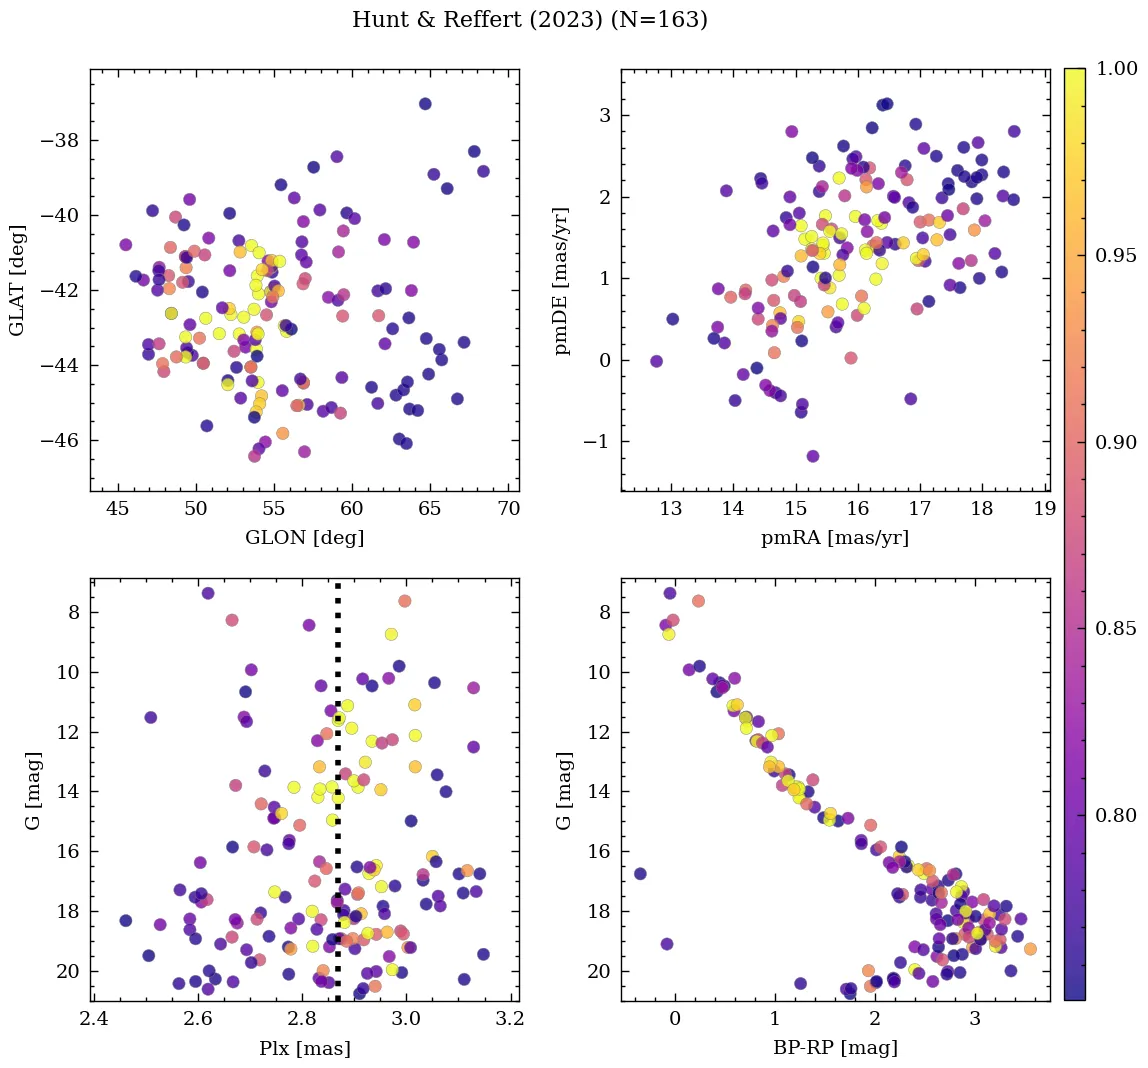 Hunt & Reffert (2023) (N=163)
−38
−40
−42
−44
−46
GLAT [deg]
45 50 55 60 65 70
GLON [deg]
3
2
1
0
−1
pmDE [mas/yr]
13 14 15 16 17 18 19
pmRA [mas/yr]
1.00
0.95
0.90
0.85
0.80
8
10
12
14
16
18
20
G [mag]
2.4 2.6 2.8 3.0 3.2
Plx [mas]
8
10
12
14
16
18
20
G [mag]
0 1 2 3
BP-RP [mag]